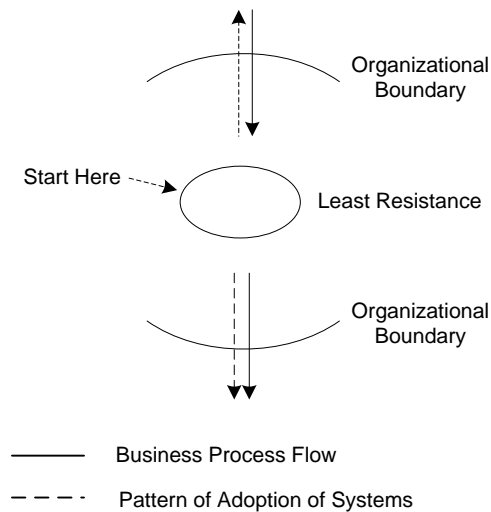 Organizational
Boundary
Start Here
Least Resistance
Organizational
Boundary
Business Process Flow
Pattern of Adoption of Systems